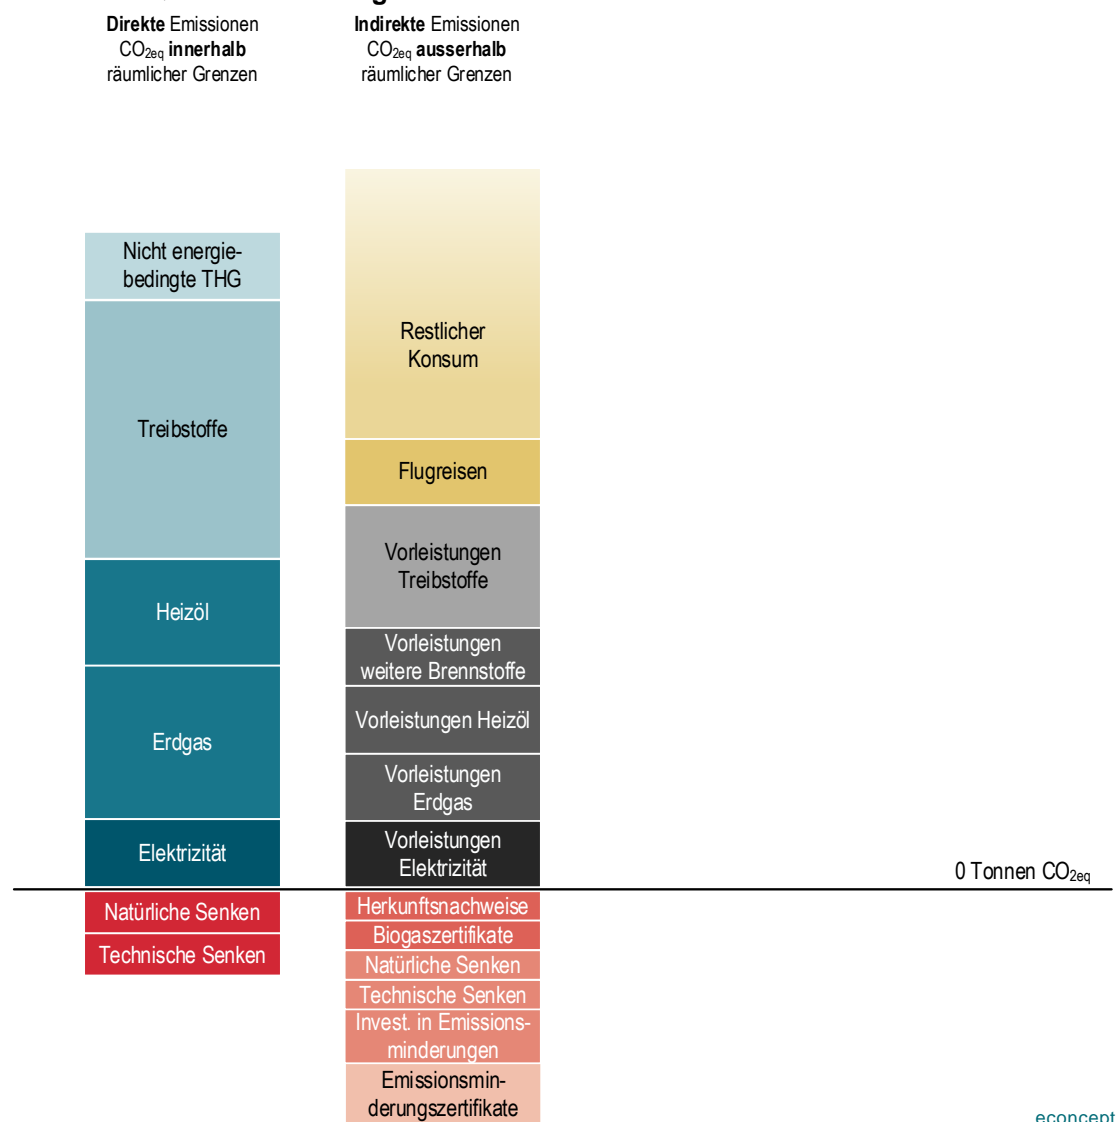 Direkte Emissionen
CO2eq innerhalb
räumlicher Grenzen
Indirekte Emissionen
CO2eq ausserhalb
räumlicher Grenzen
Nicht energie-
bedingte THG
Treibstoffe
Heizöl
Erdgas
Elektrizität
Natürliche Senken
Technische Senken
Restlicher
Konsum
Flugreisen
Vorleistungen
Treibstoffe
Vorleistungen
weitere Brennstoffe
Vorleistungen Heizöl
Vorleistungen
Erdgas
Vorleistungen
Elektrizität
Herkunftsnachweise
Biogaszertifikate
Natürliche Senken
Technische Senken
Invest. in Emissions-
minderungen
Emissionsmin-
derungszertifikate
0 Tonnen CO2eq
econcept